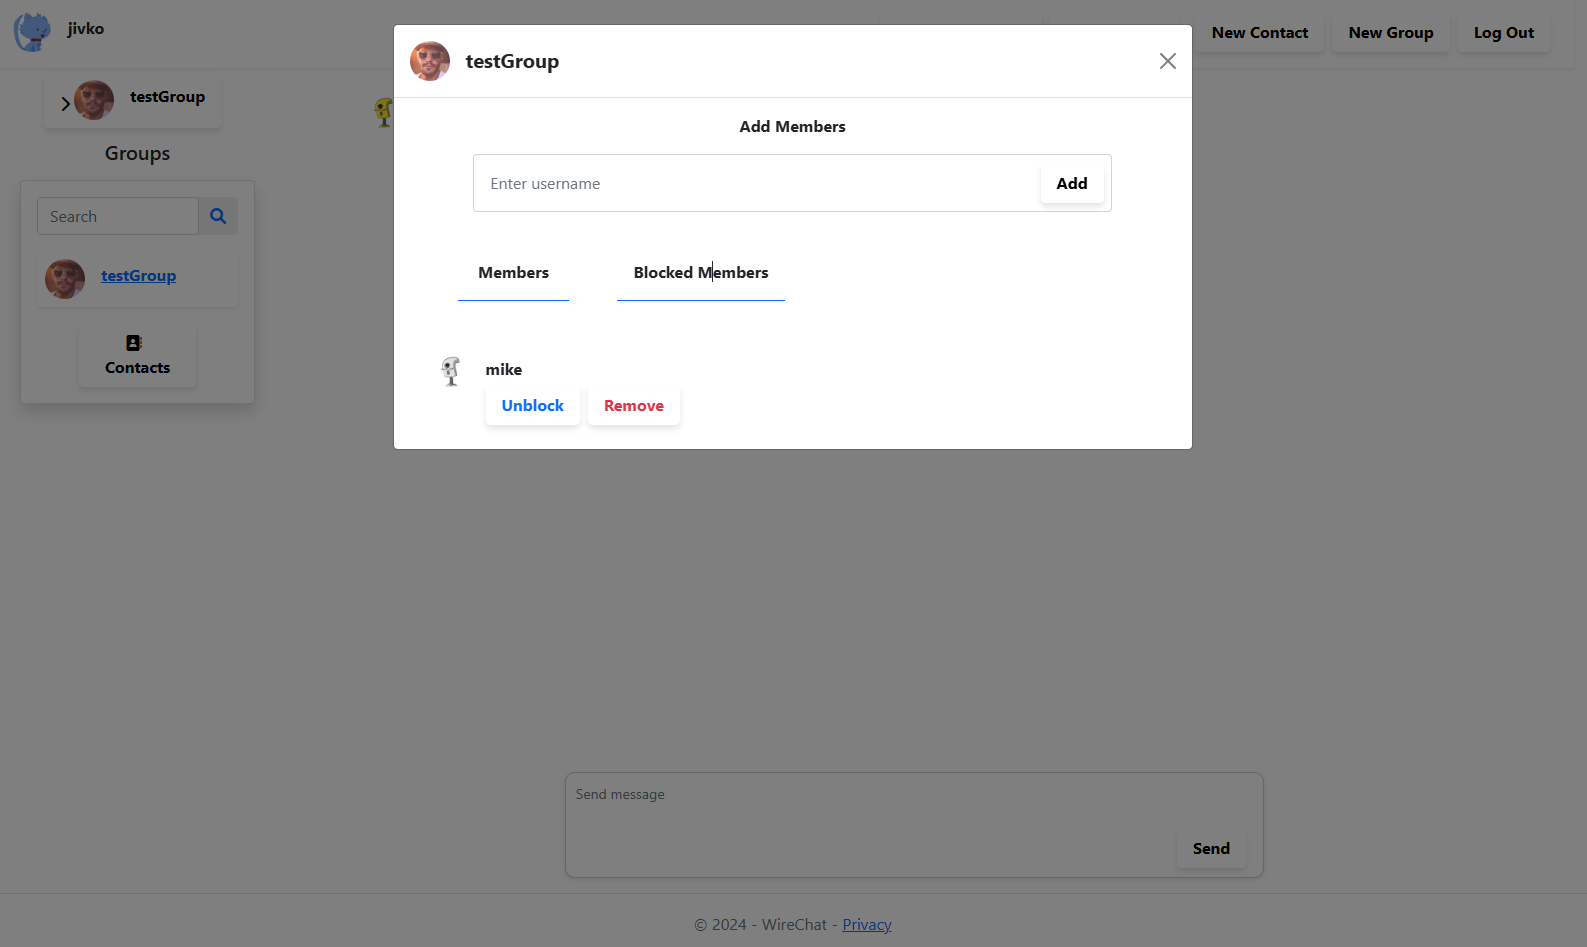 jivko
New Contact
New Group
Log Out
testGroup
Groups
Search
testGroup
Contacts
testGroup
Add Members
Enter username
Add
Members
Blocked Members
mike
Unblock
Remove
Send message
Send
© 2024 - WireChat - Privacy